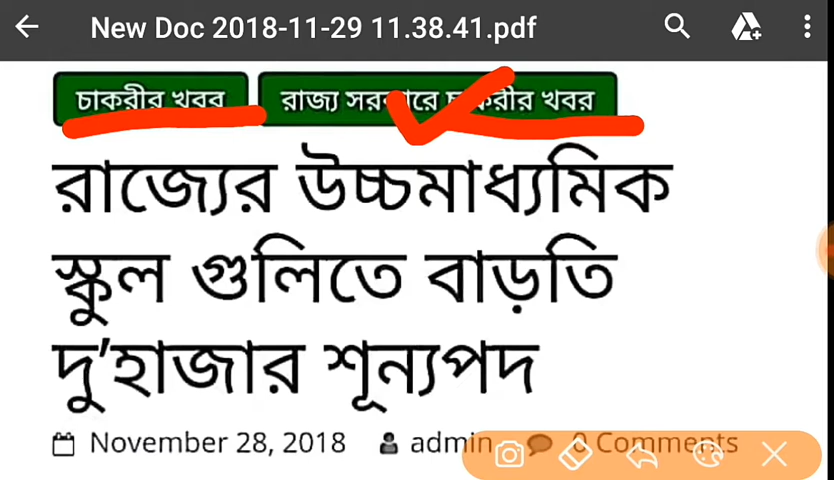 New Doc 2018-11-29 11.38.41.pdf
চাকরীর খবর রাজ্য সরকারে চাকরীর খবর
রাজ্যের উচ্চমাধ্যমিক
স্কুল গুলিতে বাড়তি
দু'হাজার শূন্যপদ
November 28, 2018 admin 0 Comments